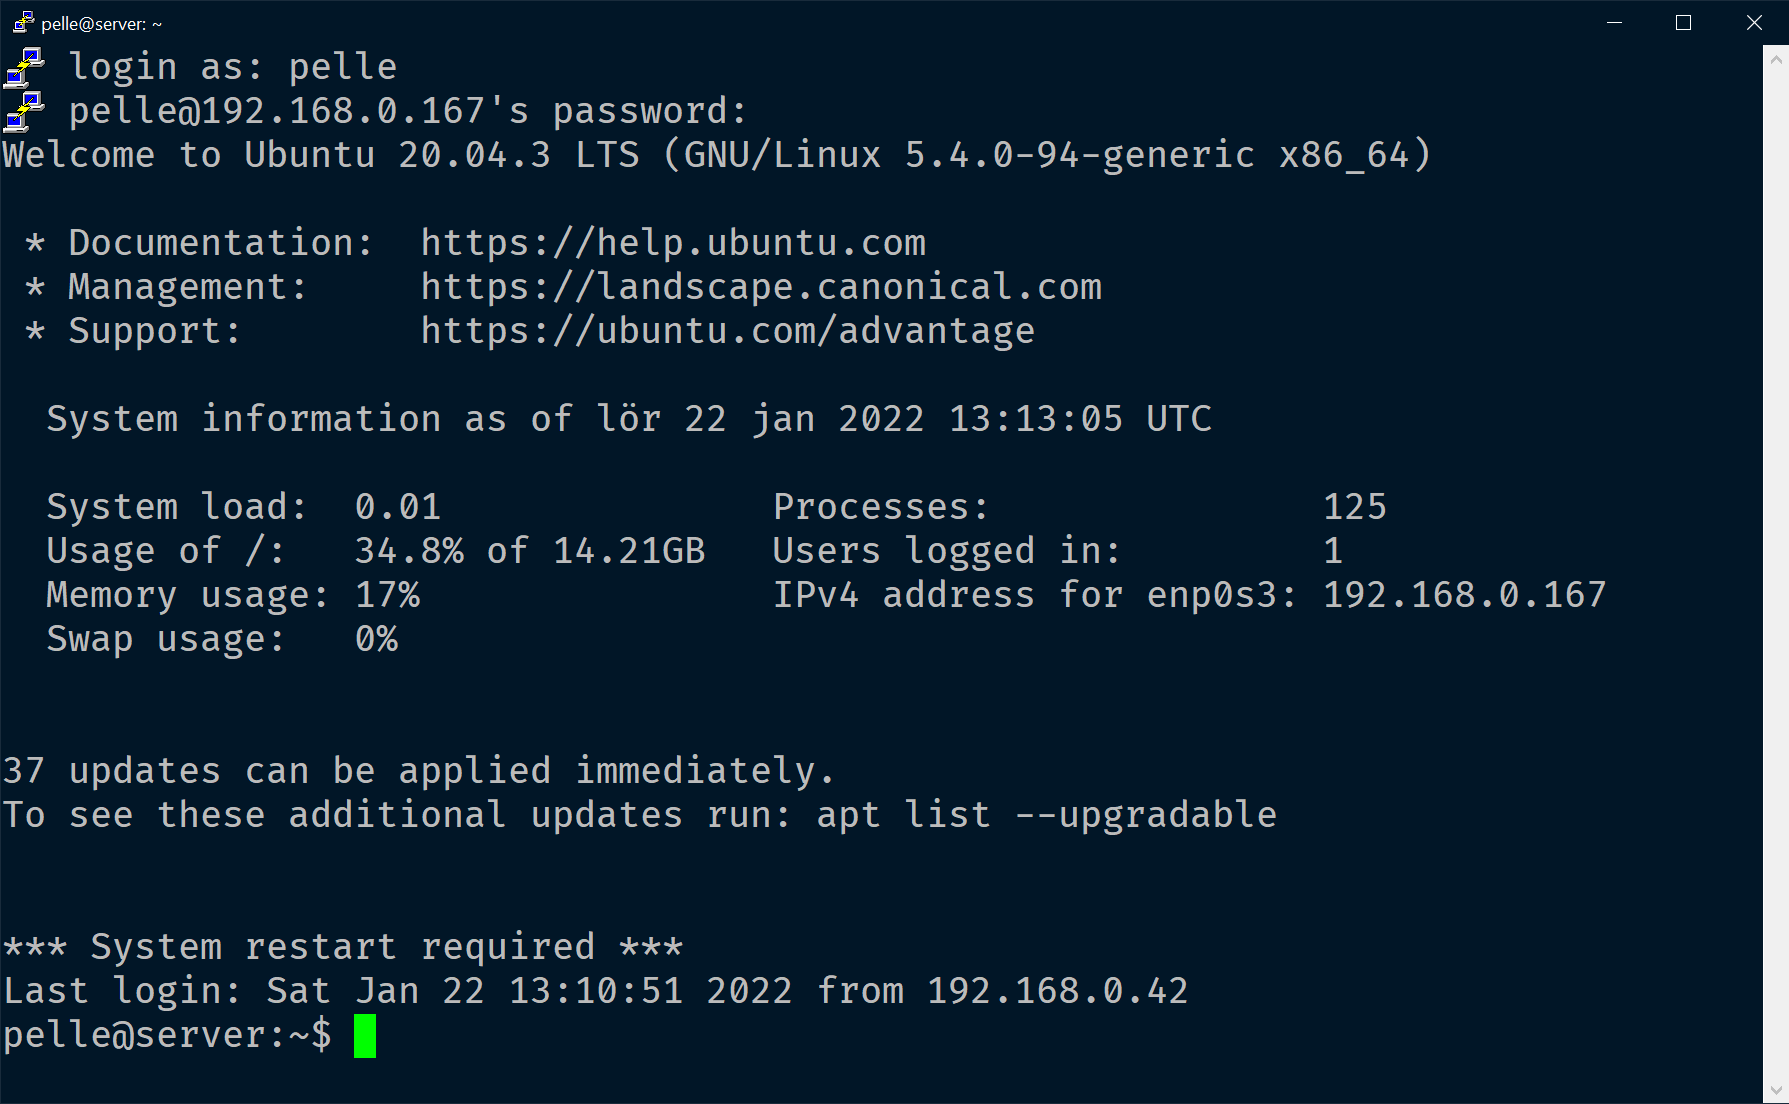 pelle@server: ~
login as: pelle
pelle@192.168.0.167's password:
Welcome to Ubuntu 20.04.3 LTS (GNU/Linux 5.4.0-94-generic x86_64)
* Documentation:  https://help.ubuntu.com
* Management:     https://landscape.canonical.com
* Support:        https://ubuntu.com/advantage
System information as of lör 22 jan 2022 13:13:05 UTC
System load:  0.01               Processes:               125
Usage of /:   34.8% of 14.21GB   Users logged in:         1
Memory usage: 17%                IPv4 address for enp0s3: 192.168.0.167
Swap usage:   0%
37 updates can be applied immediately.
To see these additional updates run: apt list --upgradable
*** System restart required ***
Last login: Sat Jan 22 13:10:51 2022 from 192.168.0.42
pelle@server:~$